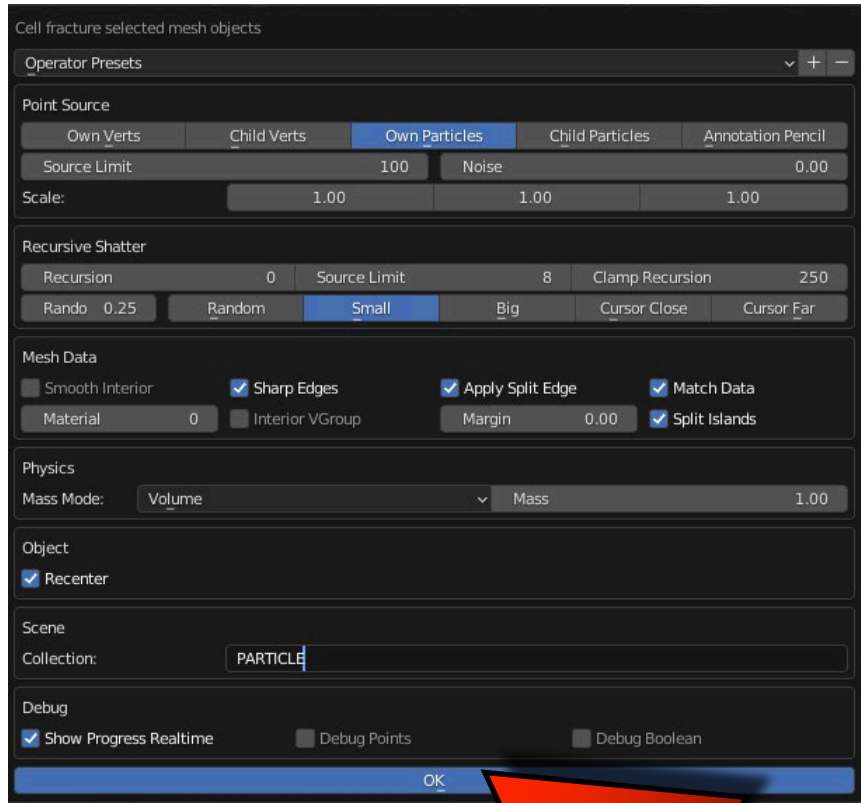 Cell fracture selected mesh objects
Operator Presets
Point Source
Own Verts Child Verts Own Particles Child Particles Annotation Pencil
Source Limit 100 Noise 0.00
Scale: 1.00 1.00 1.00
Recursive Shatter
Recursion 0 Source Limit 8 Clamp Recursion 250
Rando 0.25 Random Small Big Cursor Close Cursor Far
Mesh Data
Smooth Interior Sharp Edges Apply Split Edge Match Data
Material 0 Interior VGroup Margin 0.00 Split Islands
Physics
Mass Mode: Volume Mass 1.00
Object
Recenter
Scene
Collection: PARTICLE
Debug
Show Progress Realtime Debug Points Debug Boolean
OK